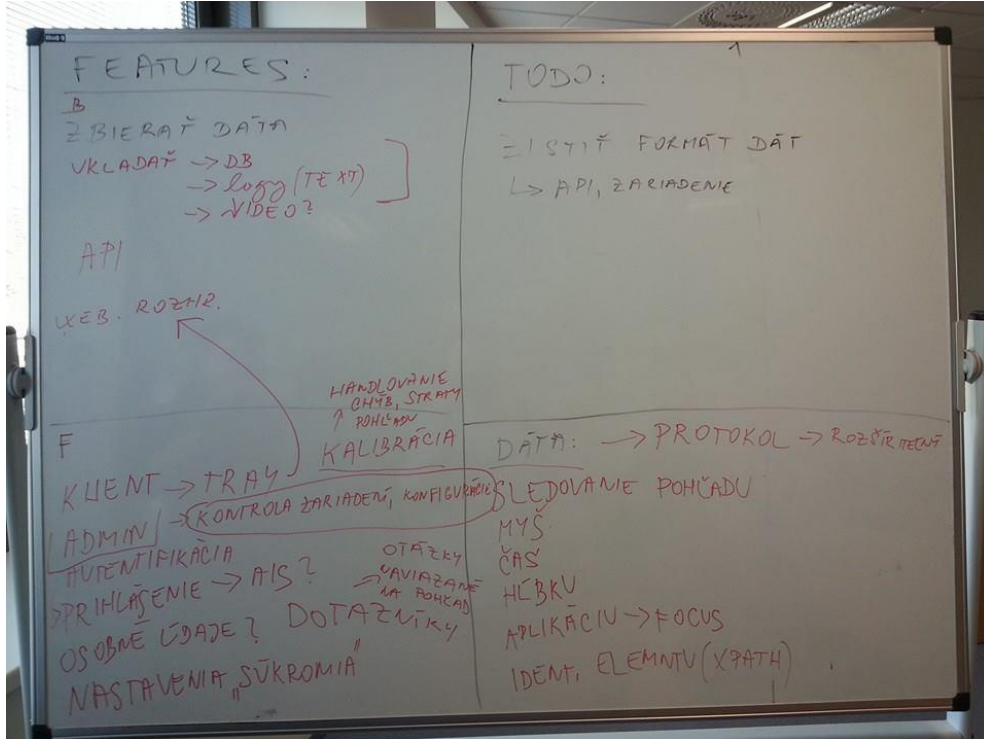 FEATURES:
B
ZBIERAŤ DÁTA
VKLADAŤ -> DB
-> logy (TEXT)
-> VIDEO?
API
WEB. ROZHR.
TODO:
ZISTIŤ FORMÁT DÁT
↳ API, ZARIADENIE
F
KLIENT -> TRAY
ADMIN -> KONTROLA ZARIADENÍ, KONFIGURÁCIE
AUTENTIFIKÁCIA
> PRIHLÁSENIE -> AIS?
OSOBNÉ ÚDAJE?
NASTAVENIA „SÚKROMIA"
HANDLOVANIE
CHÝB, STRATY
↑ POHĽADU
KALIBRÁCIA
OTÁZKY
-> NAVIAZANÉ
NA POHĽAD
DOTAZNÍKY
DÁTA: -> PROTOKOL -> ROZŠÍRITEĽNÝ
SLEDOVANIE POHĽADU
MYŠ
ČAS
HĹBKU
APLIKÁCIU -> FOCUS
IDENT. ELEMNTU (XPATH)